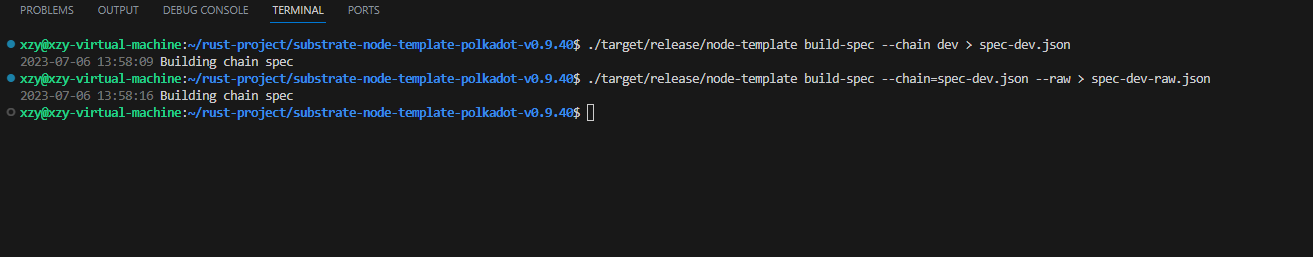 PROBLEMS OUTPUT DEBUG CONSOLE TERMINAL PORTS
xzy@xzy-virtual-machine:~/rust-project/substrate-node-template-polkadot-v0.9.40$ ./target/release/node-template build-spec --chain dev > spec-dev.json
2023-07-06 13:58:09 Building chain spec
xzy@xzy-virtual-machine:~/rust-project/substrate-node-template-polkadot-v0.9.40$ ./target/release/node-template build-spec --chain=spec-dev.json --raw > spec-dev-raw.json
2023-07-06 13:58:16 Building chain spec
xzy@xzy-virtual-machine:~/rust-project/substrate-node-template-polkadot-v0.9.40$